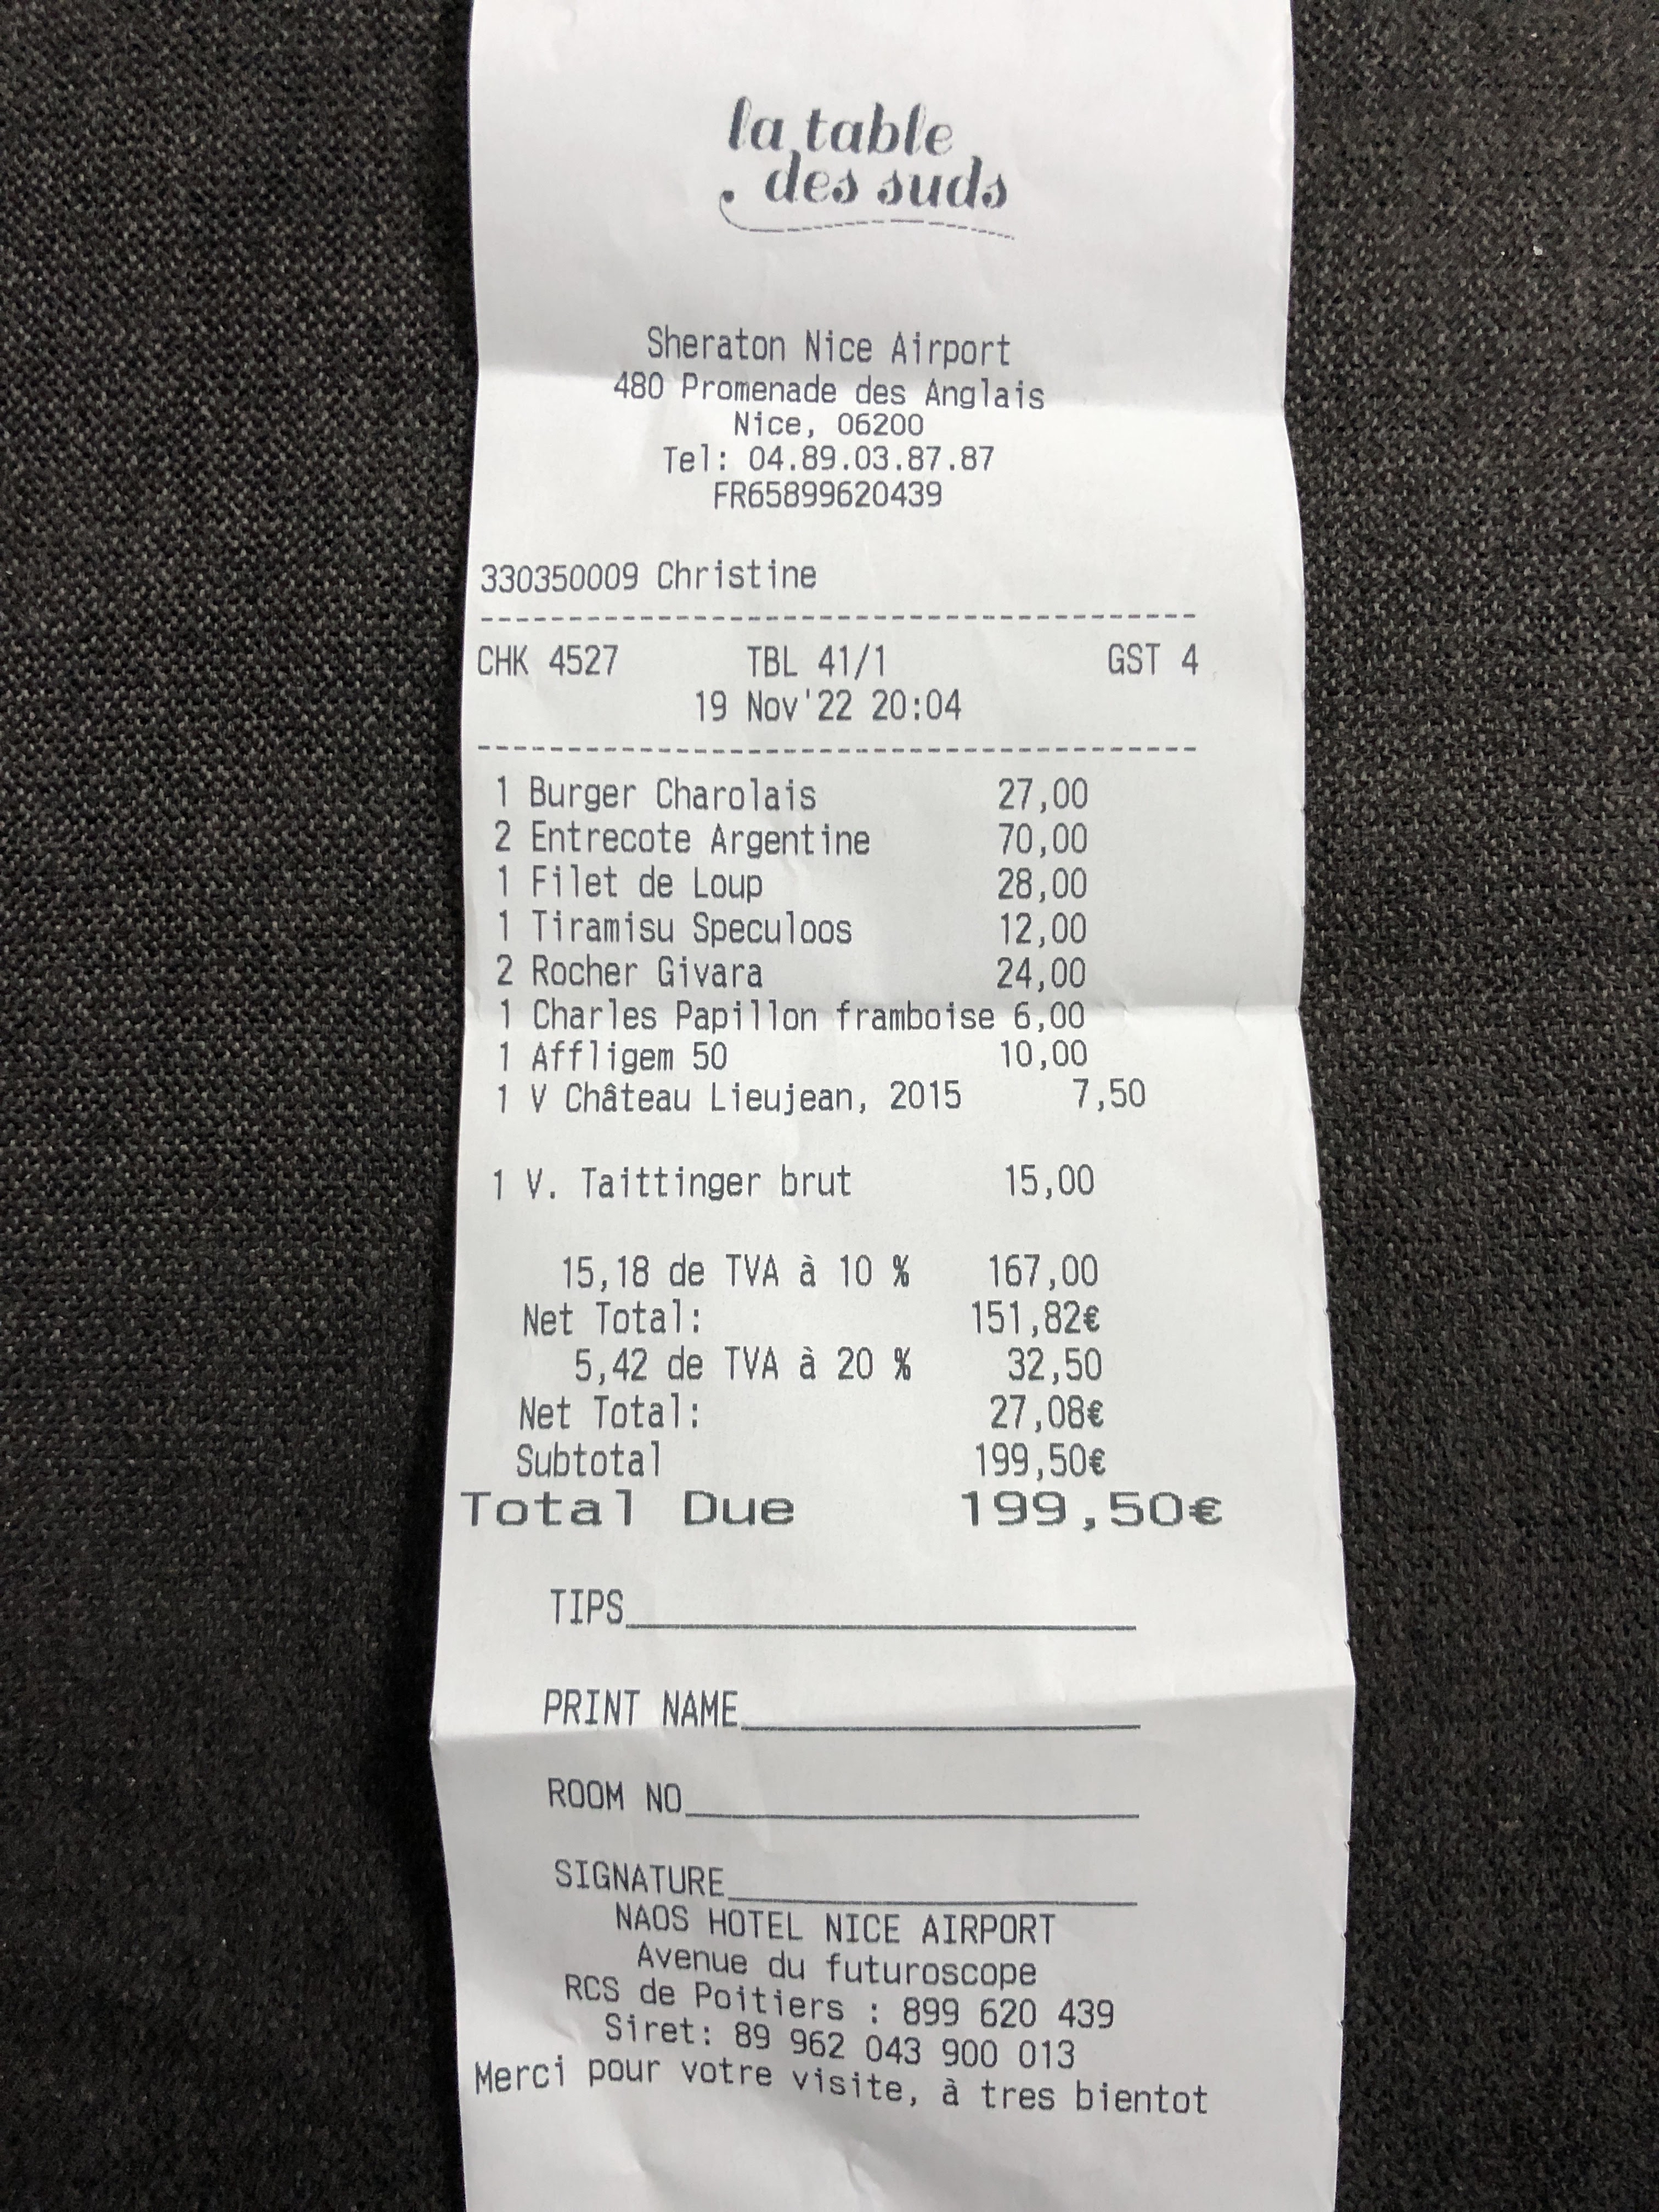 la table
des suds
Sheraton Nice Airport
480 Promenade des Anglais
Nice, 06200
Tel: 04.89.03.87.87
FR65899620439
330350009 Christine
----------------------------------------
CHK 4527 TBL 41/1 GST 4
19 Nov'22 20:04
----------------------------------------
1 Burger Charolais 27,00
2 Entrecote Argentine 70,00
1 Filet de Loup 28,00
1 Tiramisu Speculoos 12,00
2 Rocher Givara 24,00
1 Charles Papillon framboise 6,00
1 Affligem 50 10,00
1 V Château Lieujean, 2015 7,50
1 V. Taittinger brut 15,00
15,18 de TVA à 10 % 167,00
Net Total: 151,82€
5,42 de TVA à 20 % 32,50
Net Total: 27,08€
Subtotal 199,50€
Total Due 199,50€
TIPS
PRINT NAME
ROOM NO
SIGNATURE
NAOS HOTEL NICE AIRPORT
Avenue du futuroscope
RCS de Poitiers : 899 620 439
Siret: 89 962 043 900 013
Merci pour votre visite, à tres bientot